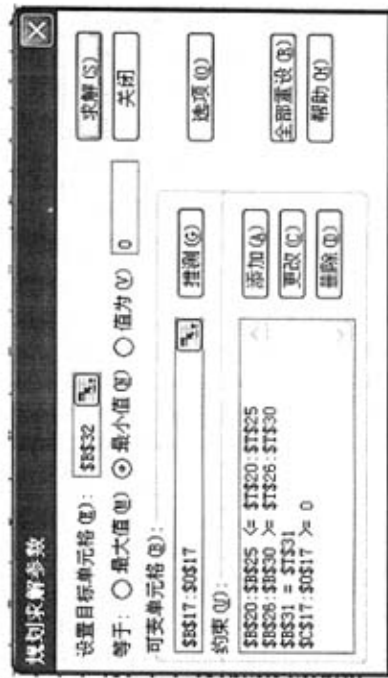 规划求解参数
设置目标单元格(E): $B$32 求解(S)
等于: 最大值(M) 最小值(N) 值为(V) 0 关闭
可变单元格(B):
$B$17:$O$17 推测(G) 选项(O)
约束(U):
$B$20:$B$25 <= $T$20:$T$25 添加(A)
$B$26:$B$30 >= $T$26:$T$30 更改(C) 全部重设(R)
$B$31 = $T$31 删除(D) 帮助(H)
$C$17:$O$17 >= 0